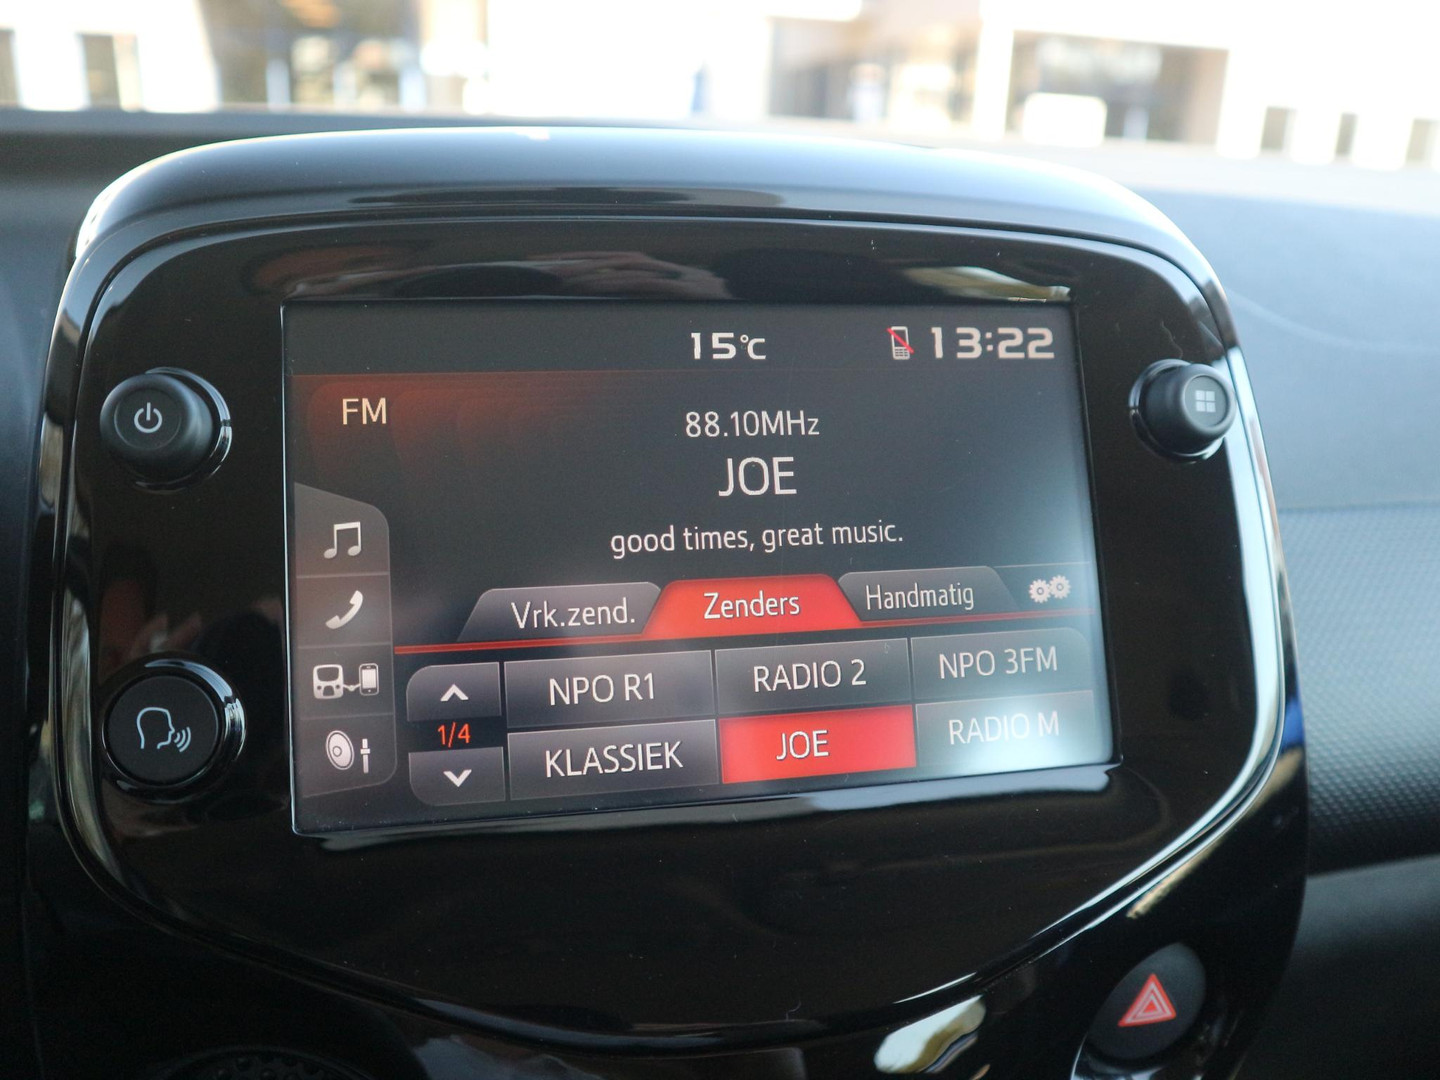 15°C 13:22
FM
88.10MHz
JOE
good times, great music.
Vrk.zend. Zenders Handmatig
NPO R1 RADIO 2 NPO 3FM
1/4
KLASSIEK JOE RADIO M